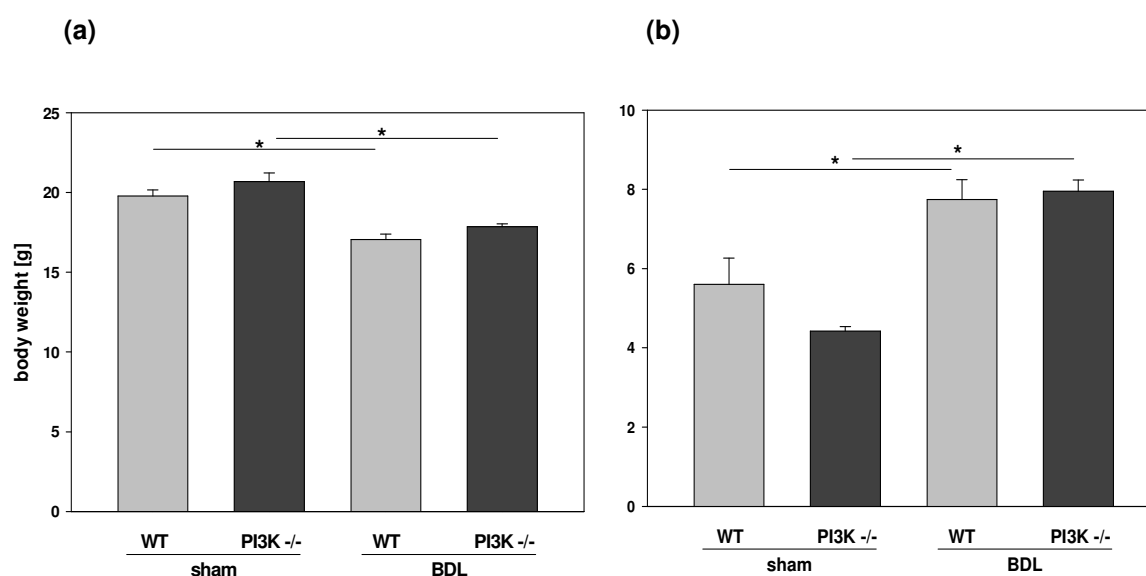 (a)
(b)
25
20
15
10
5
0
body weight [g]
*
*
WT
PI3K -/-
WT
PI3K -/-
sham
BDL
10
8
6
4
2
0
*
*
WT
PI3K -/-
WT
PI3K -/-
sham
BDL